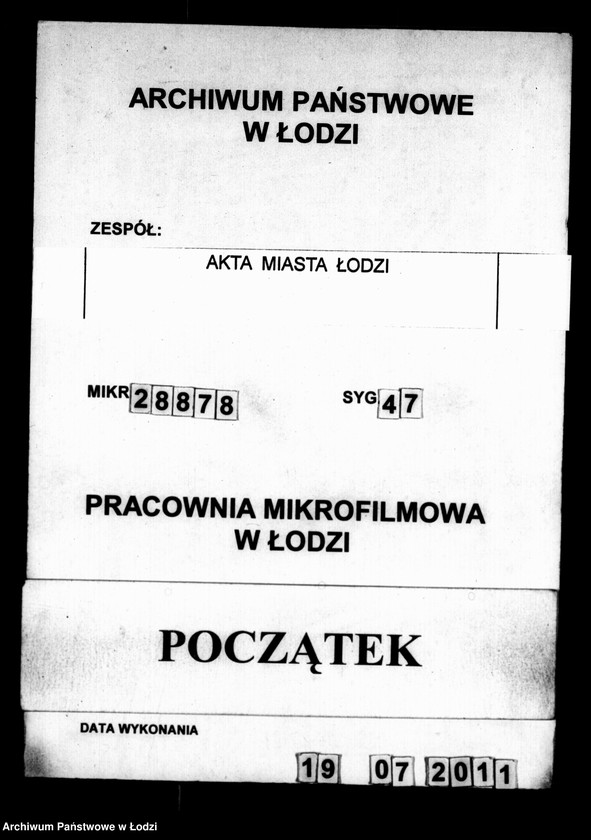 ARCHIWUM PAŃSTWOWE
W ŁODZI
ZESPÓŁ:
AKTA MIASTA ŁODZI
MIKR 28878 SYG 47
PRACOWNIA MIKROFILMOWA
W ŁODZI
POCZĄTEK
DATA WYKONANIA
19 07 2011
Archiwum Państwowe w Łodzi